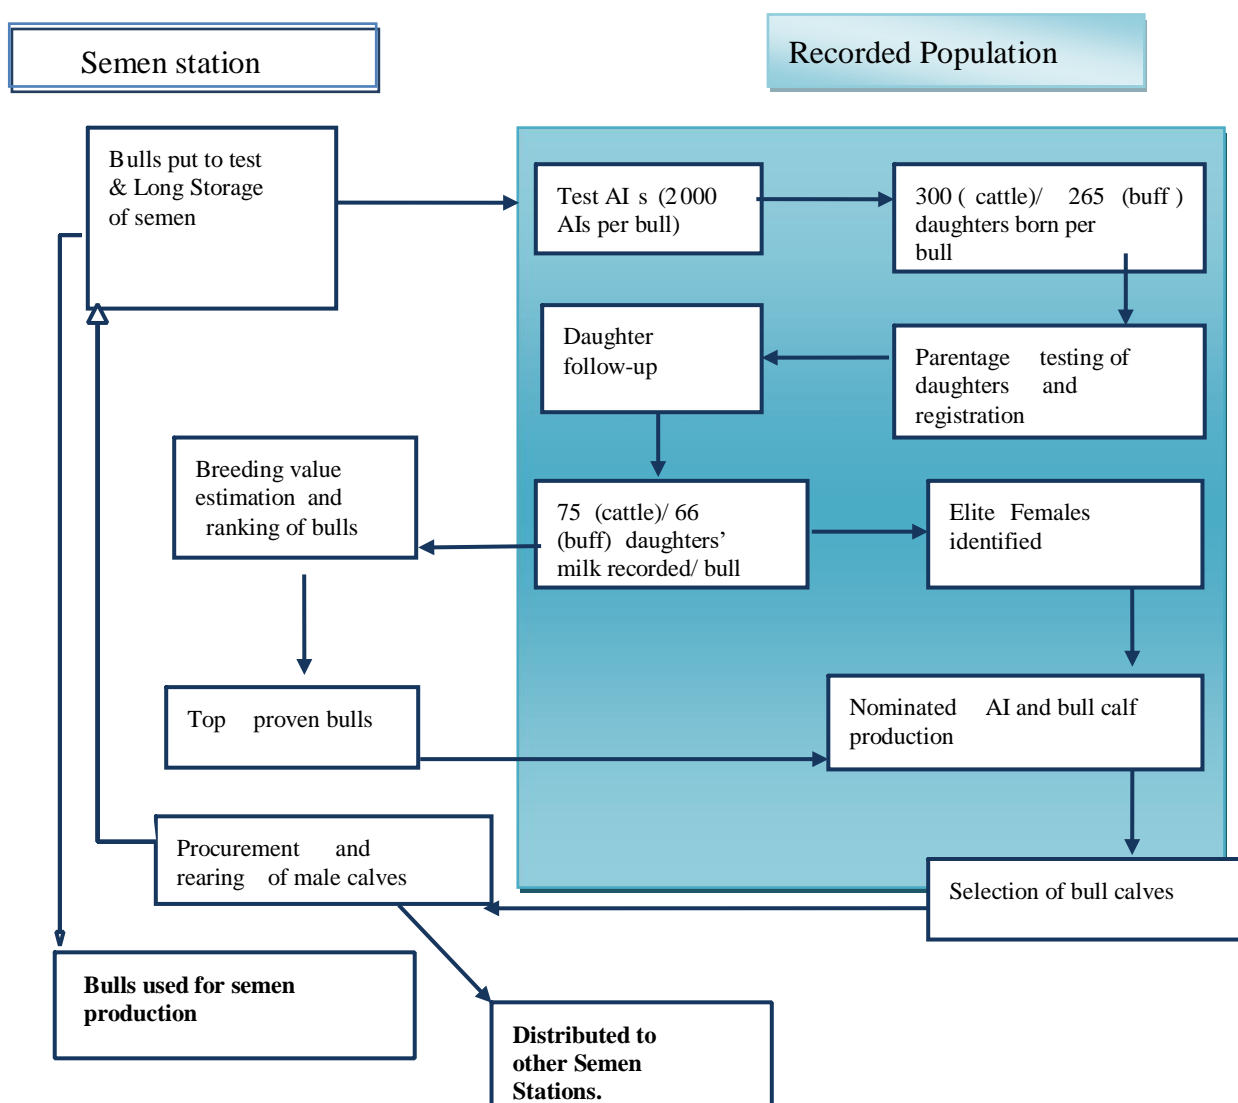 Semen station
Recorded Population
Bulls put to test
& Long Storage
of semen
Test AI s (2000
AIs per bull)
300 ( cattle)/ 265 (buff )
daughters born per
bull
Daughter
follow-up
Parentage testing of
daughters and
registration
Breeding value
estimation and
ranking of bulls
75 (cattle)/ 66
(buff) daughters’
milk recorded/ bull
Elite Females
identified
Top proven bulls
Nominated AI and bull calf
production
Procurement and
rearing of male calves
Selection of bull calves
Bulls used for semen
production
Distributed to
other Semen
Stations.